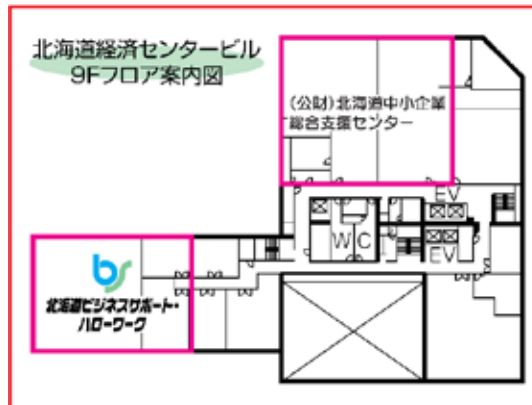 北海道経済センタービル
9Fフロア案内図
(公財)北海道中小企業
総合支援センター
EV
WC
EV
bs
北海道ビジネスサポート・
ハローワーク